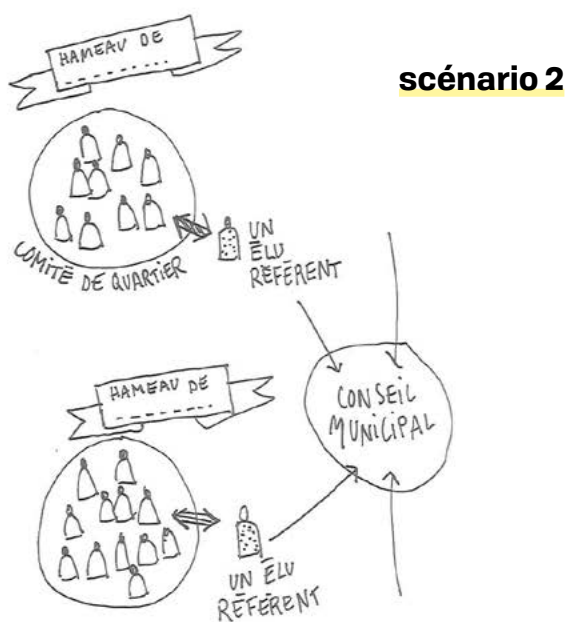 HAMEAU DE
scénario 2
UN
ÉLU
RÉFÉRENT
COMITÉ DE QUARTIER
HAMEAU DE
CONSEIL
MUNICIPAL
UN ÉLU
RÉFÉRENT